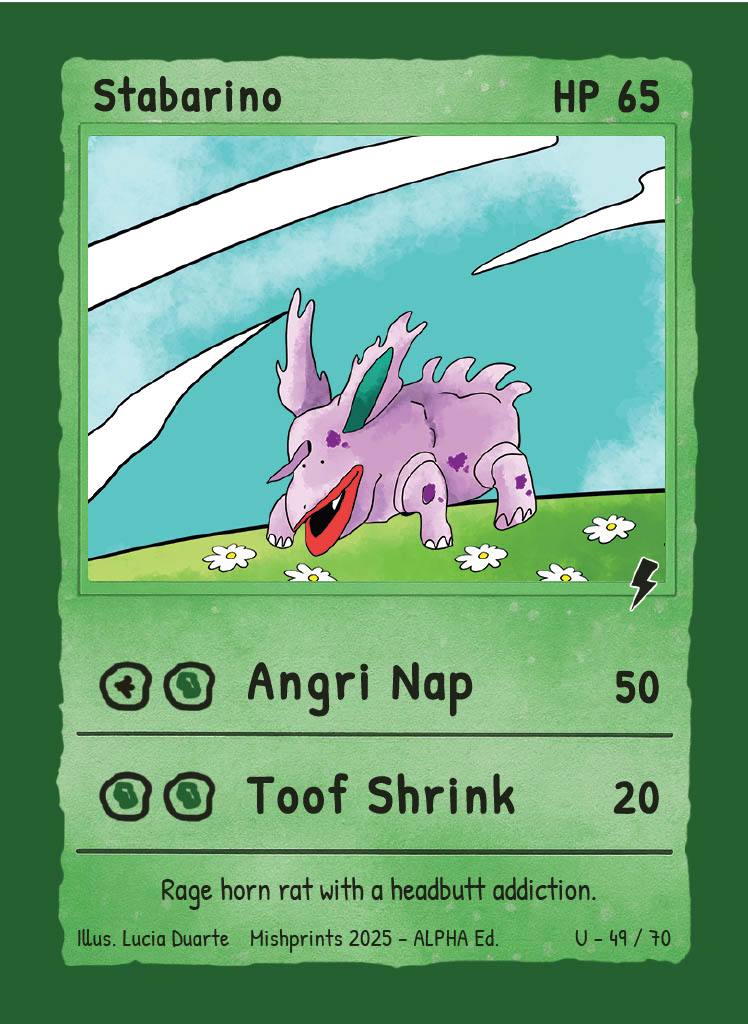 Stabarino HP 65
Angri Nap 50
Toof Shrink 20
Rage horn rat with a headbutt addiction.
Illus. Lucia Duarte Mishprints 2025 - ALPHA Ed. U - 49 / 70